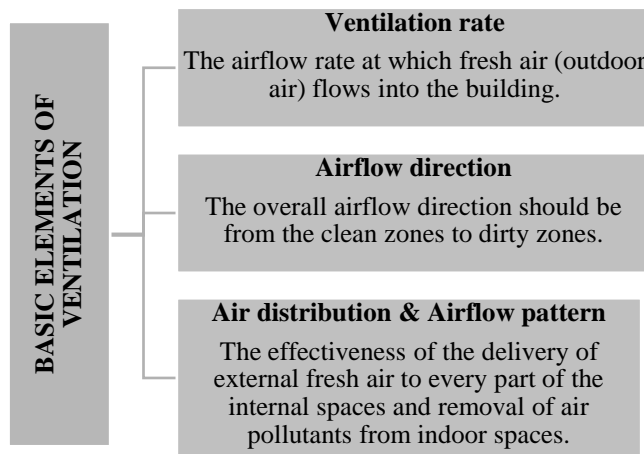 BASIC ELEMENTS OF
VENTILATION
Ventilation rate
The airflow rate at which fresh air (outdoor
air) flows into the building.
Airflow direction
The overall airflow direction should be
from the clean zones to dirty zones.
Air distribution & Airflow pattern
The effectiveness of the delivery of
external fresh air to every part of the
internal spaces and removal of air
pollutants from indoor spaces.